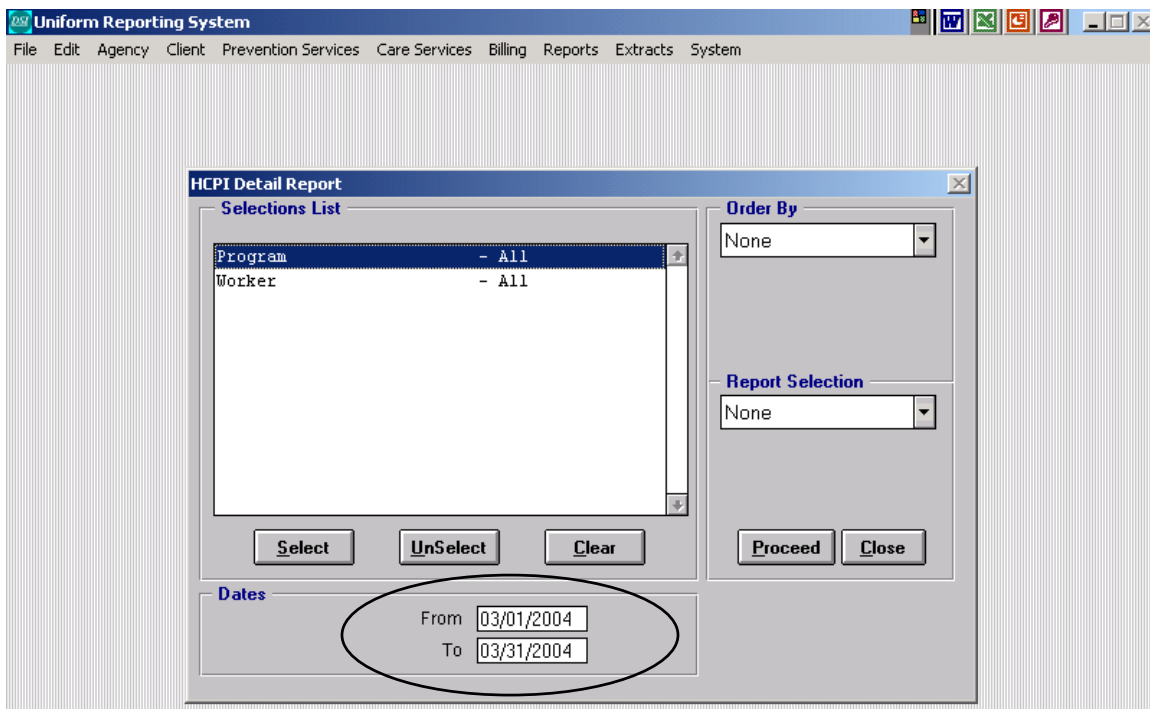 DSI Uniform Reporting System
File Edit Agency Client Prevention Services Care Services Billing Reports Extracts System
HCPI Detail Report
Selections List
Program - All
Worker - All
Select UnSelect Clear
Order By
None
Report Selection
None
Proceed Close
Dates
From 03/01/2004
To 03/31/2004